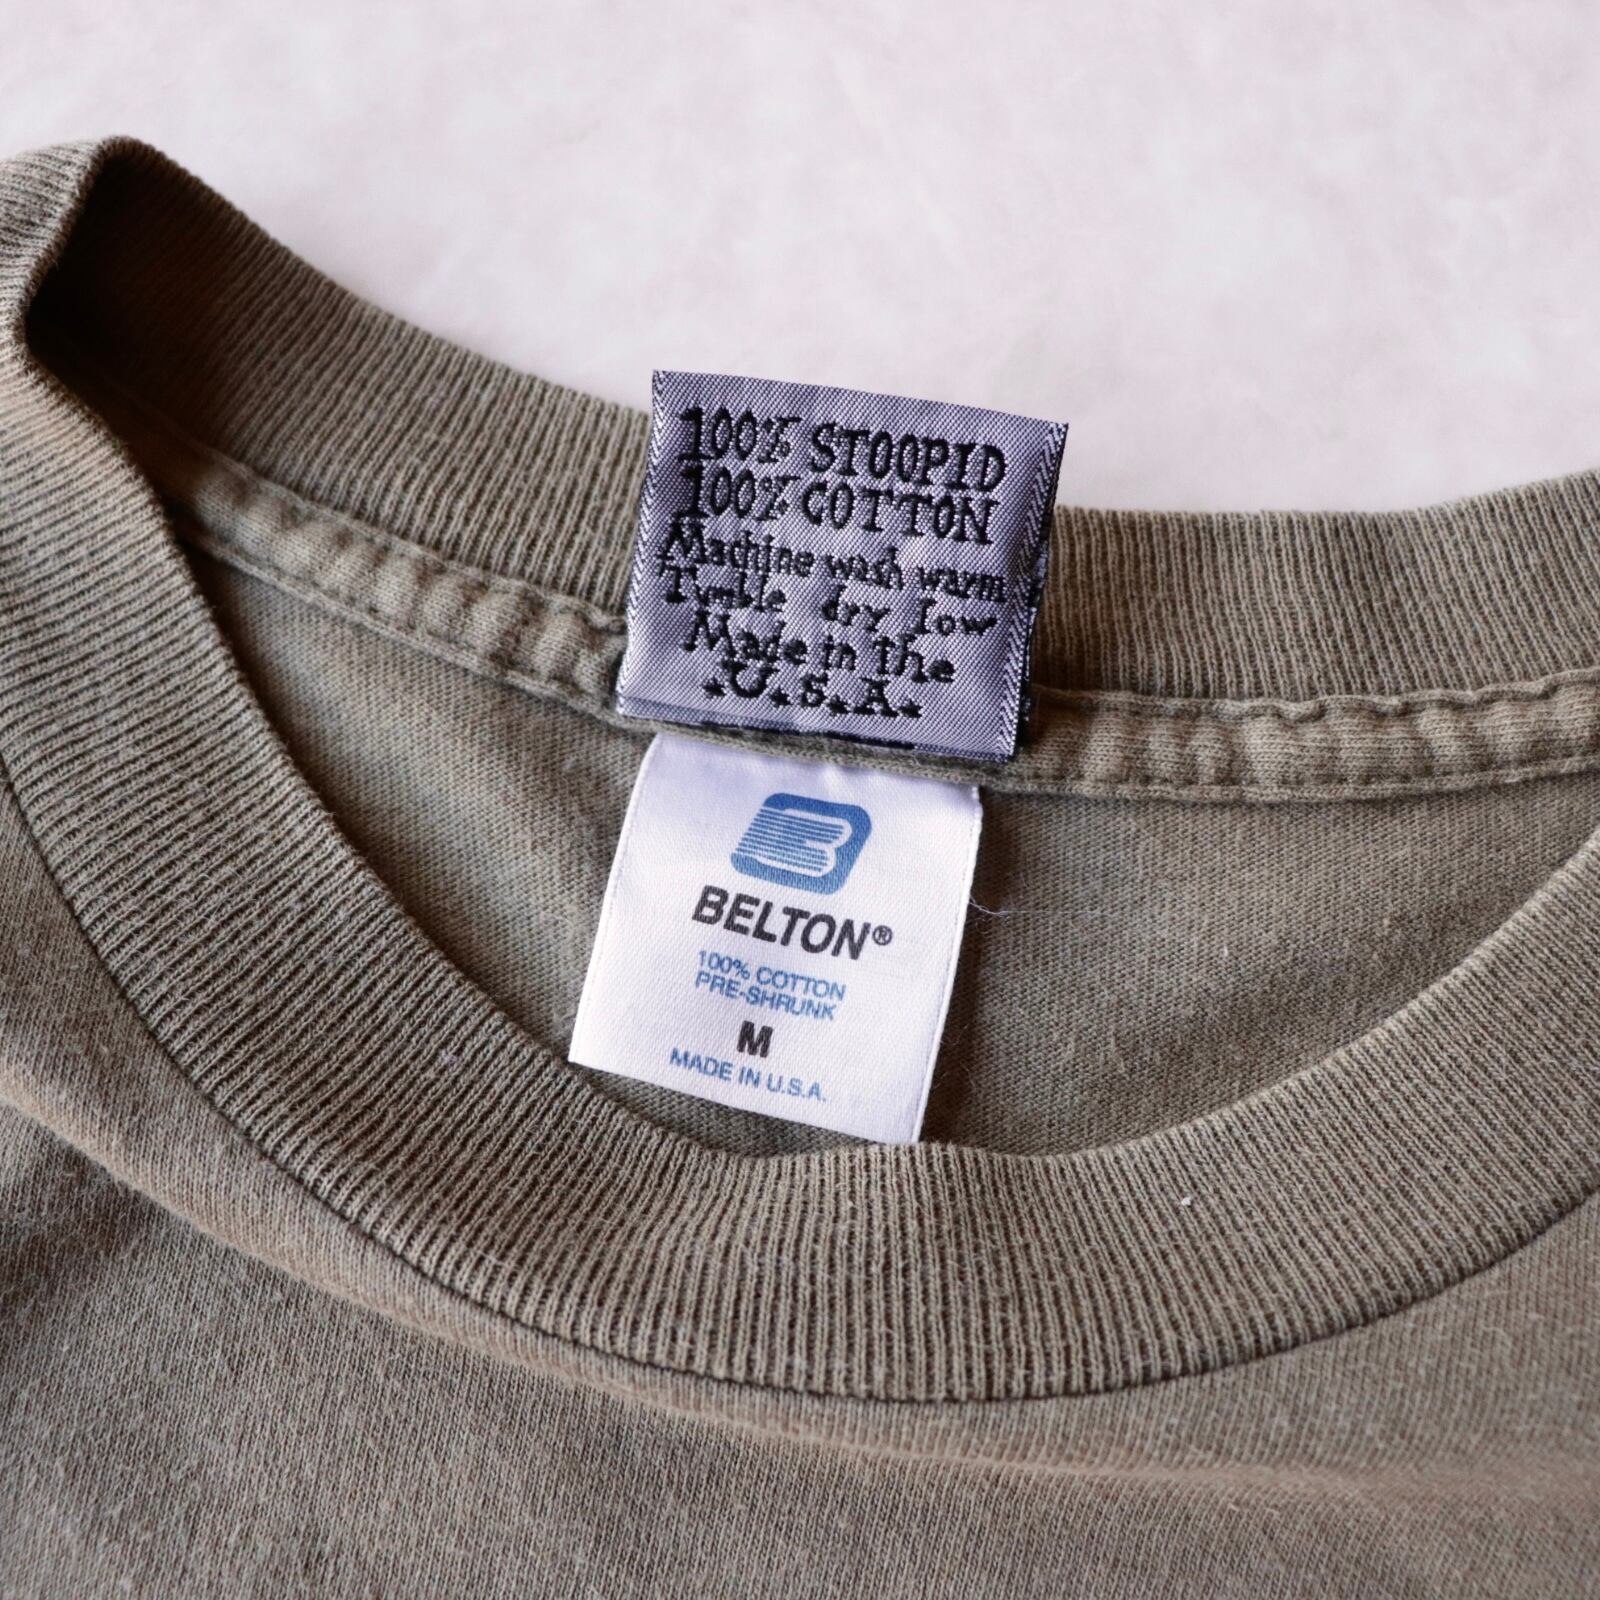 100% STOOPID
100% COTTON
Machine wash warm
Tumble dry low
Made in the
U.S.A.
BELTON®
100% COTTON
PRE-SHRUNK
M
MADE IN U.S.A.